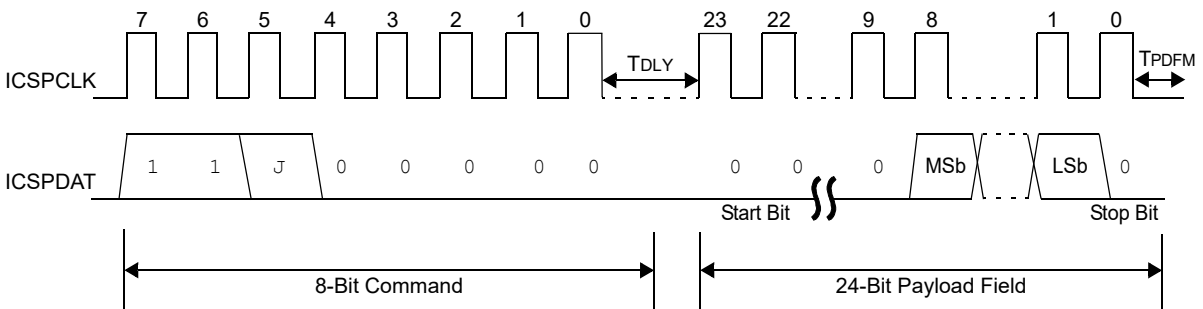 7 6 5 4 3 2 1 0 23 22 9 8 1 0
ICSPCLK TDLY TPDFM
ICSPDAT 1 1 J 0 0 0 0 0 0 0 0 MSb LSb 0
Start Bit Stop Bit
8-Bit Command 24-Bit Payload Field